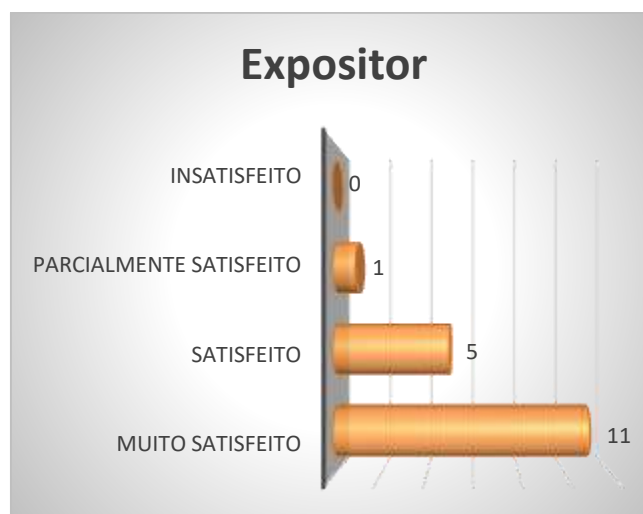 Expositor
INSATISFEITO 0
PARCIALMENTE SATISFEITO 1
SATISFEITO 5
MUITO SATISFEITO 11